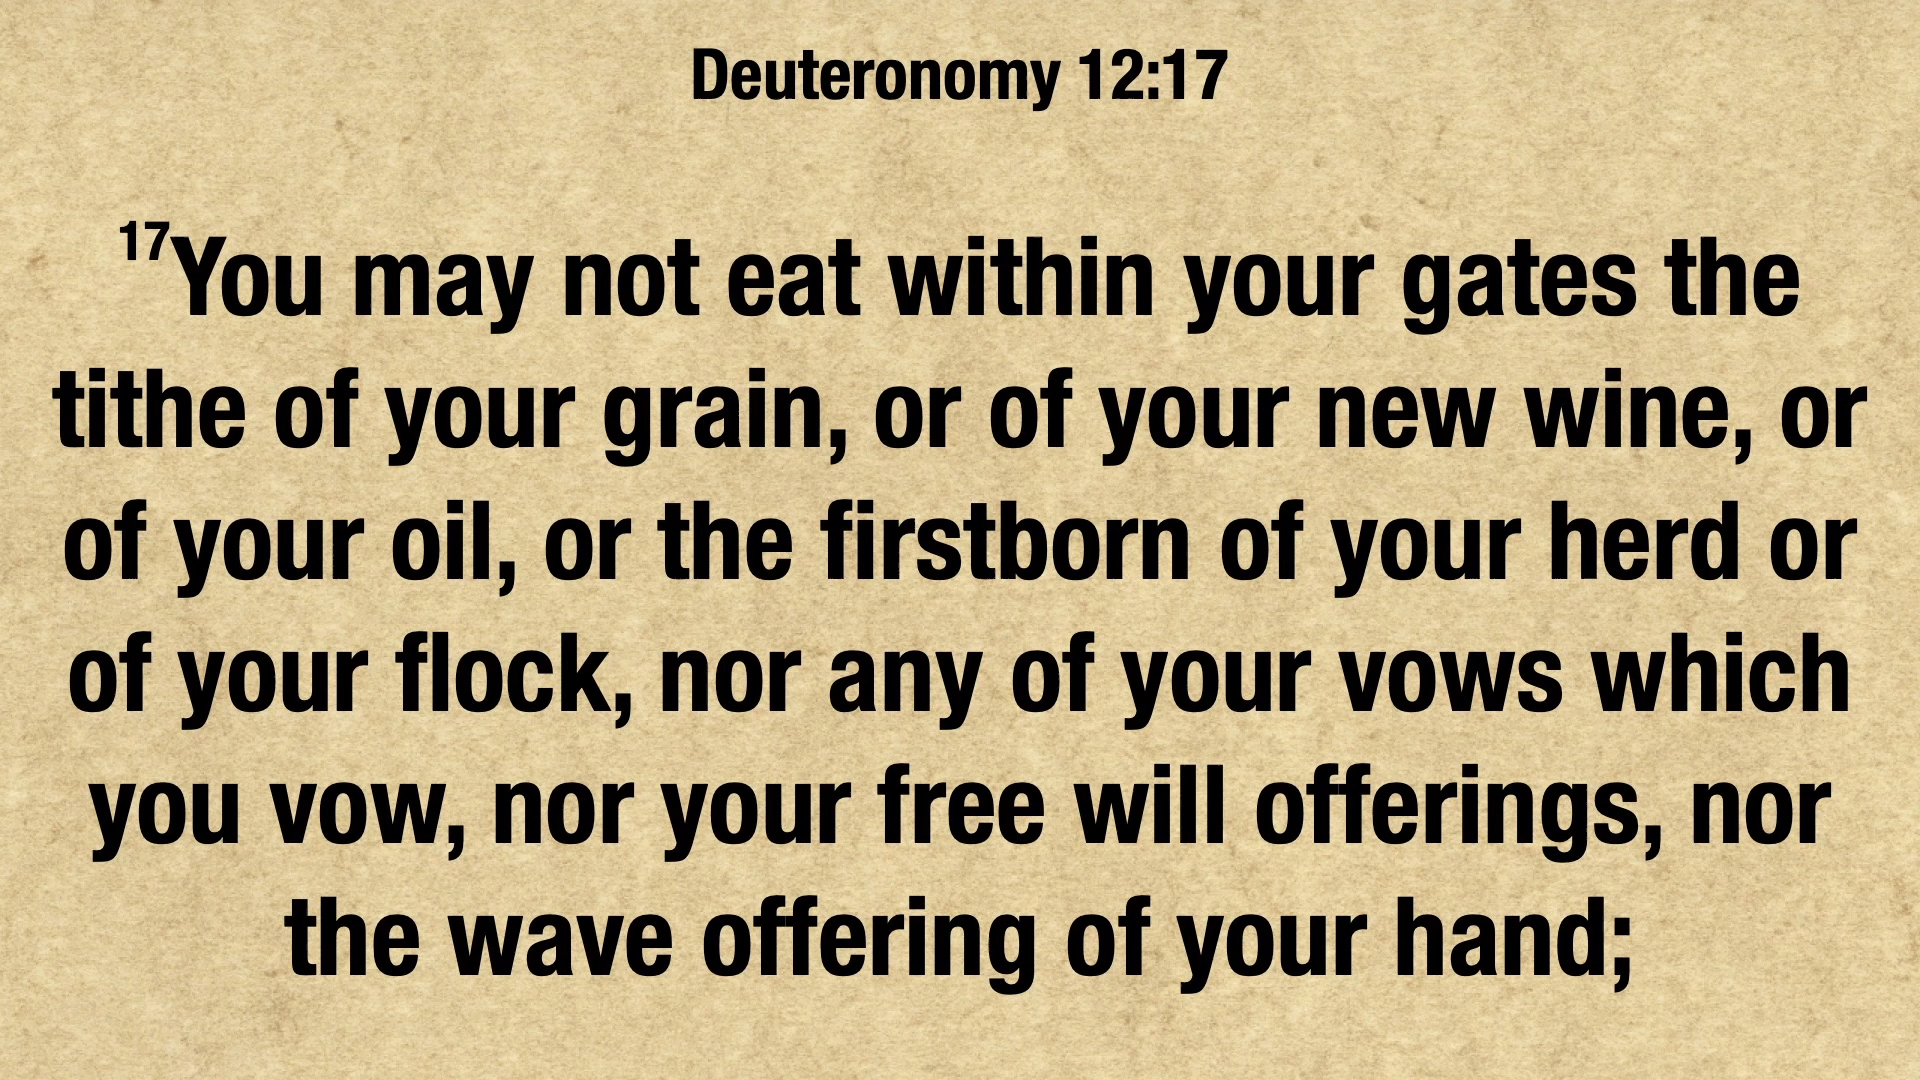 Deuteronomy 12:17
17You may not eat within your gates the
tithe of your grain, or of your new wine, or
of your oil, or the firstborn of your herd or
of your flock, nor any of your vows which
you vow, nor your free will offerings, nor
the wave offering of your hand;